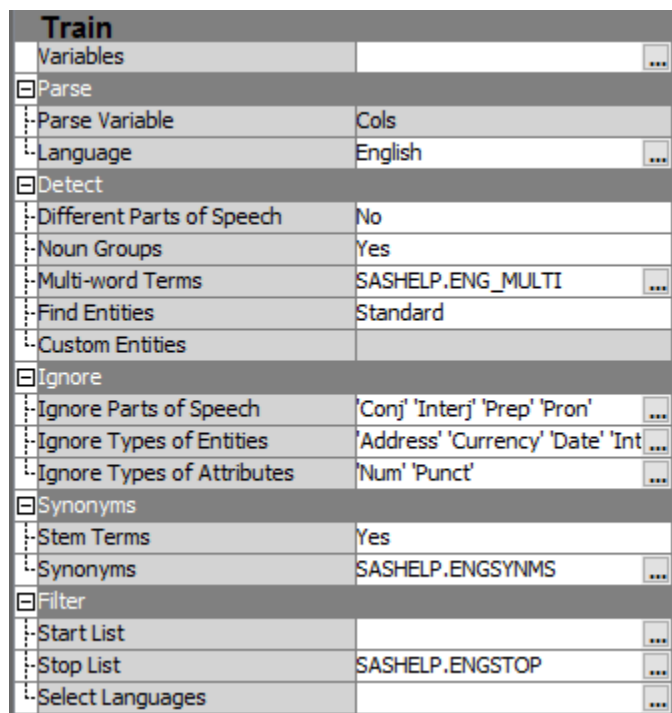 Train
Variables ...
Parse
Parse Variable Cols
Language English ...
Detect
Different Parts of Speech No
Noun Groups Yes
Multi-word Terms SASHELP.ENG_MULTI ...
Find Entities Standard
Custom Entities
Ignore
Ignore Parts of Speech 'Conj' 'Interj' 'Prep' 'Pron' ...
Ignore Types of Entities 'Address' 'Currency' 'Date' 'Int ...
Ignore Types of Attributes 'Num' 'Punct' ...
Synonyms
Stem Terms Yes
Synonyms SASHELP.ENGSYNMS ...
Filter
Start List ...
Stop List SASHELP.ENGSTOP ...
Select Languages ...